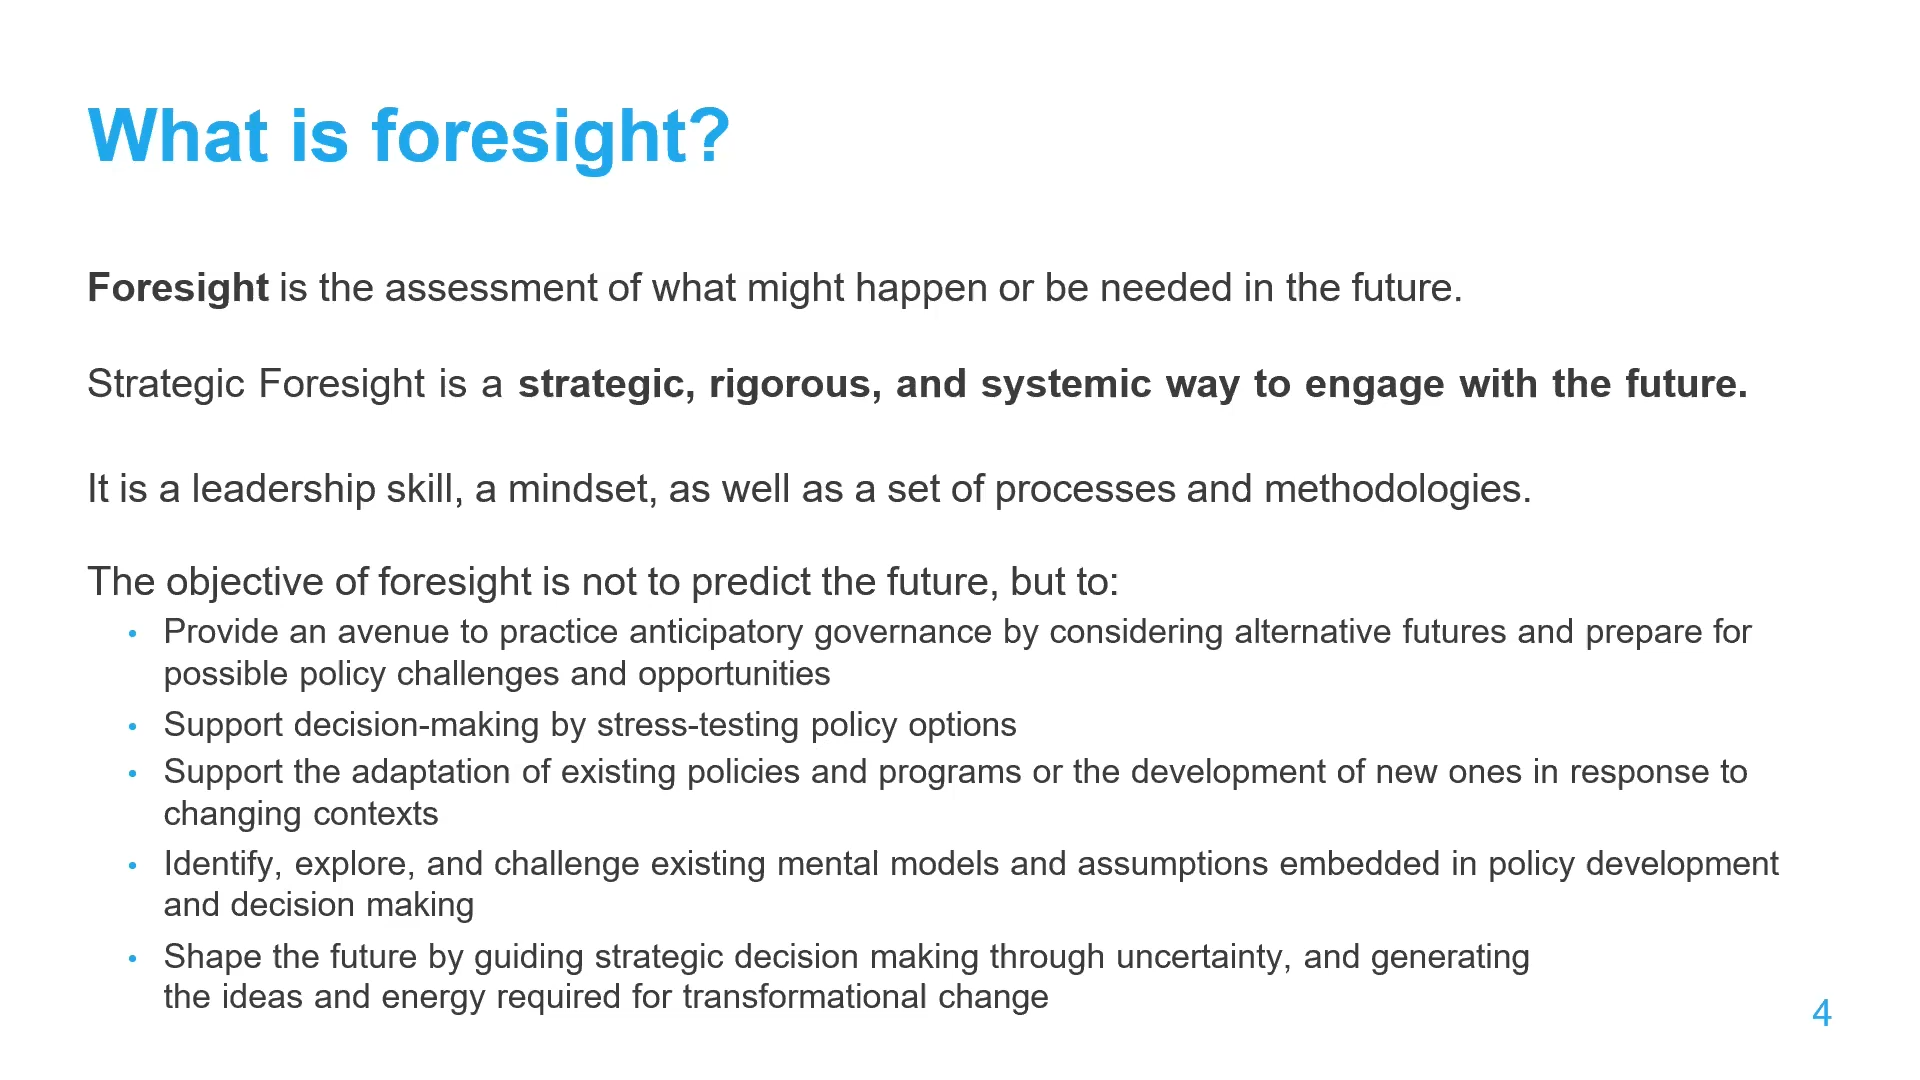 What is foresight?
Foresight is the assessment of what might happen or be needed in the future.
Strategic Foresight is a strategic, rigorous, and systemic way to engage with the future.
It is a leadership skill, a mindset, as well as a set of processes and methodologies.
The objective of foresight is not to predict the future, but to:
• Provide an avenue to practice anticipatory governance by considering alternative futures and prepare for
possible policy challenges and opportunities
• Support decision-making by stress-testing policy options
• Support the adaptation of existing policies and programs or the development of new ones in response to
changing contexts
• Identify, explore, and challenge existing mental models and assumptions embedded in policy development
and decision making
• Shape the future by guiding strategic decision making through uncertainty, and generating
the ideas and energy required for transformational change
4